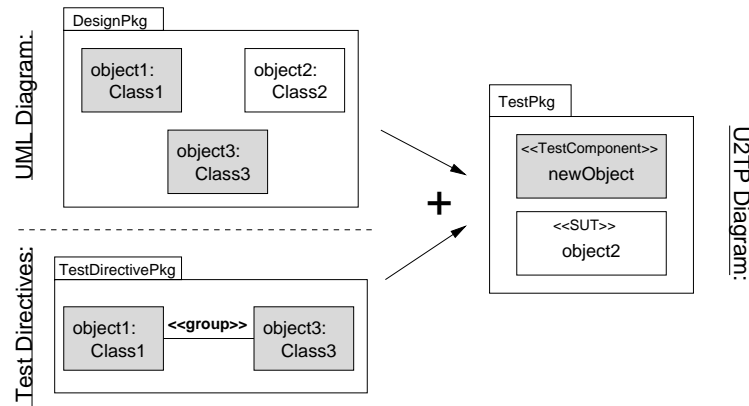 UML Diagram:
DesignPkg
object1:
Class1
object2:
Class2
object3:
Class3
Test Directives:
TestDirectivePkg
object1:
Class1
<<group>>
object3:
Class3
+
TestPkg
<<TestComponent>>
newObject
<<SUT>>
object2
U2TP Diagram: